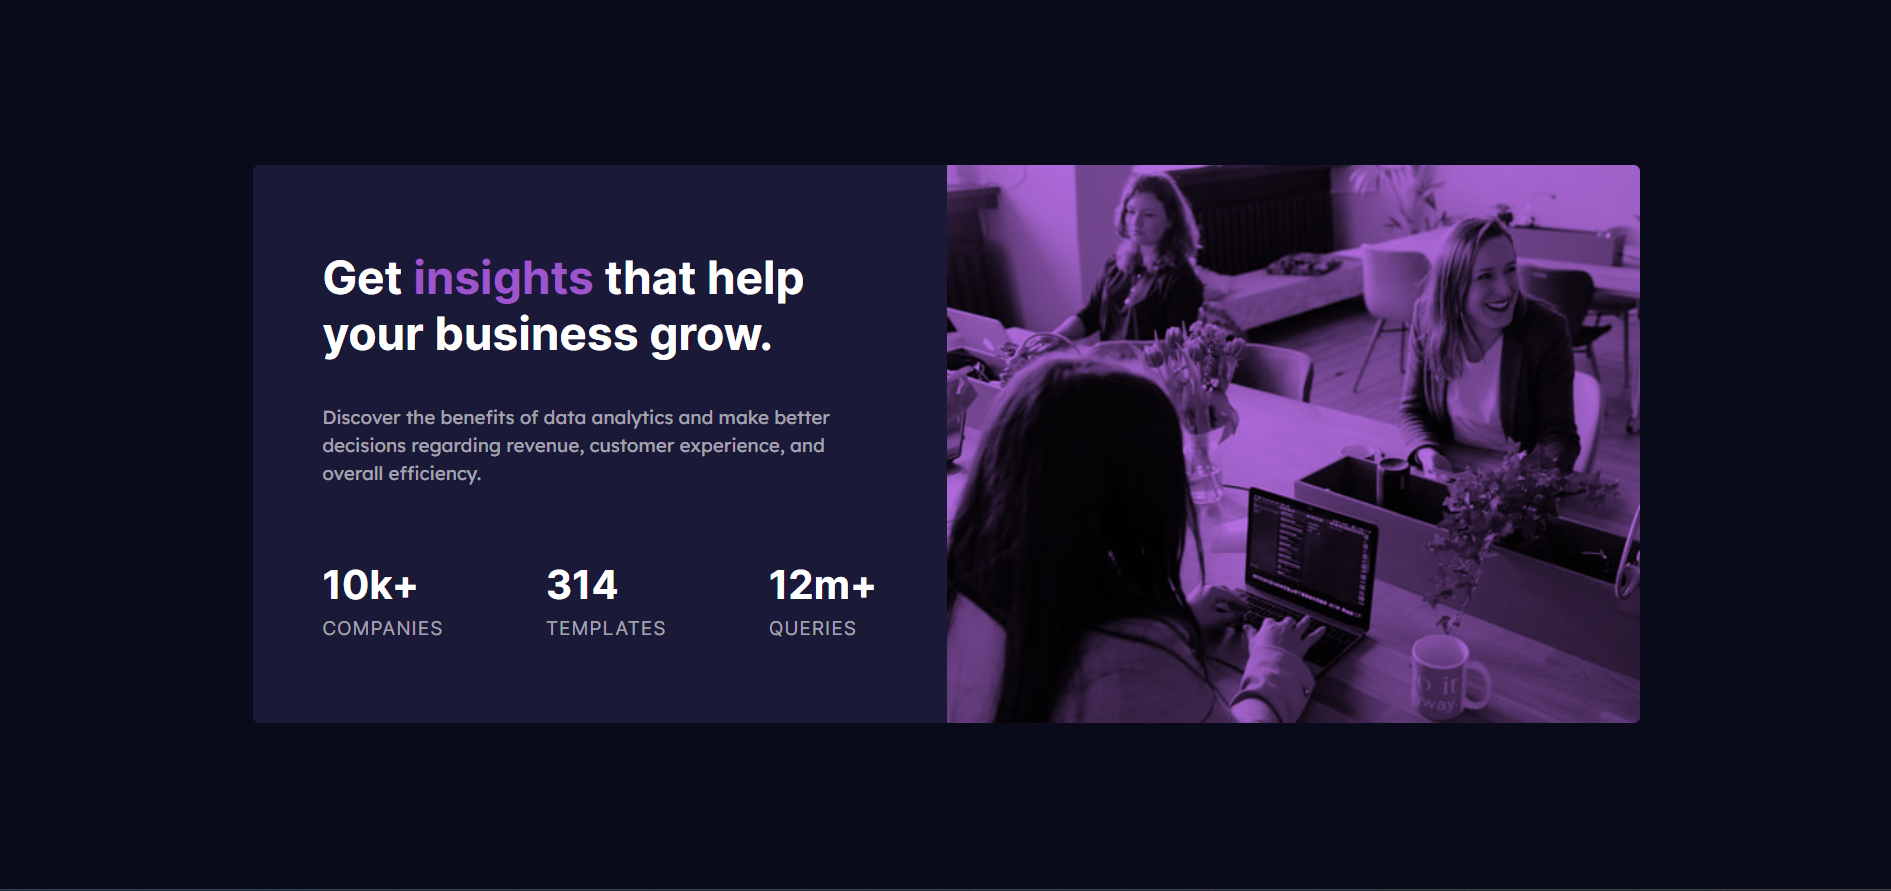 Get insights that help
your business grow.
Discover the benefits of data analytics and make better
decisions regarding revenue, customer experience, and
overall efficiency.
10k+ 314 12m+
COMPANIES TEMPLATES QUERIES